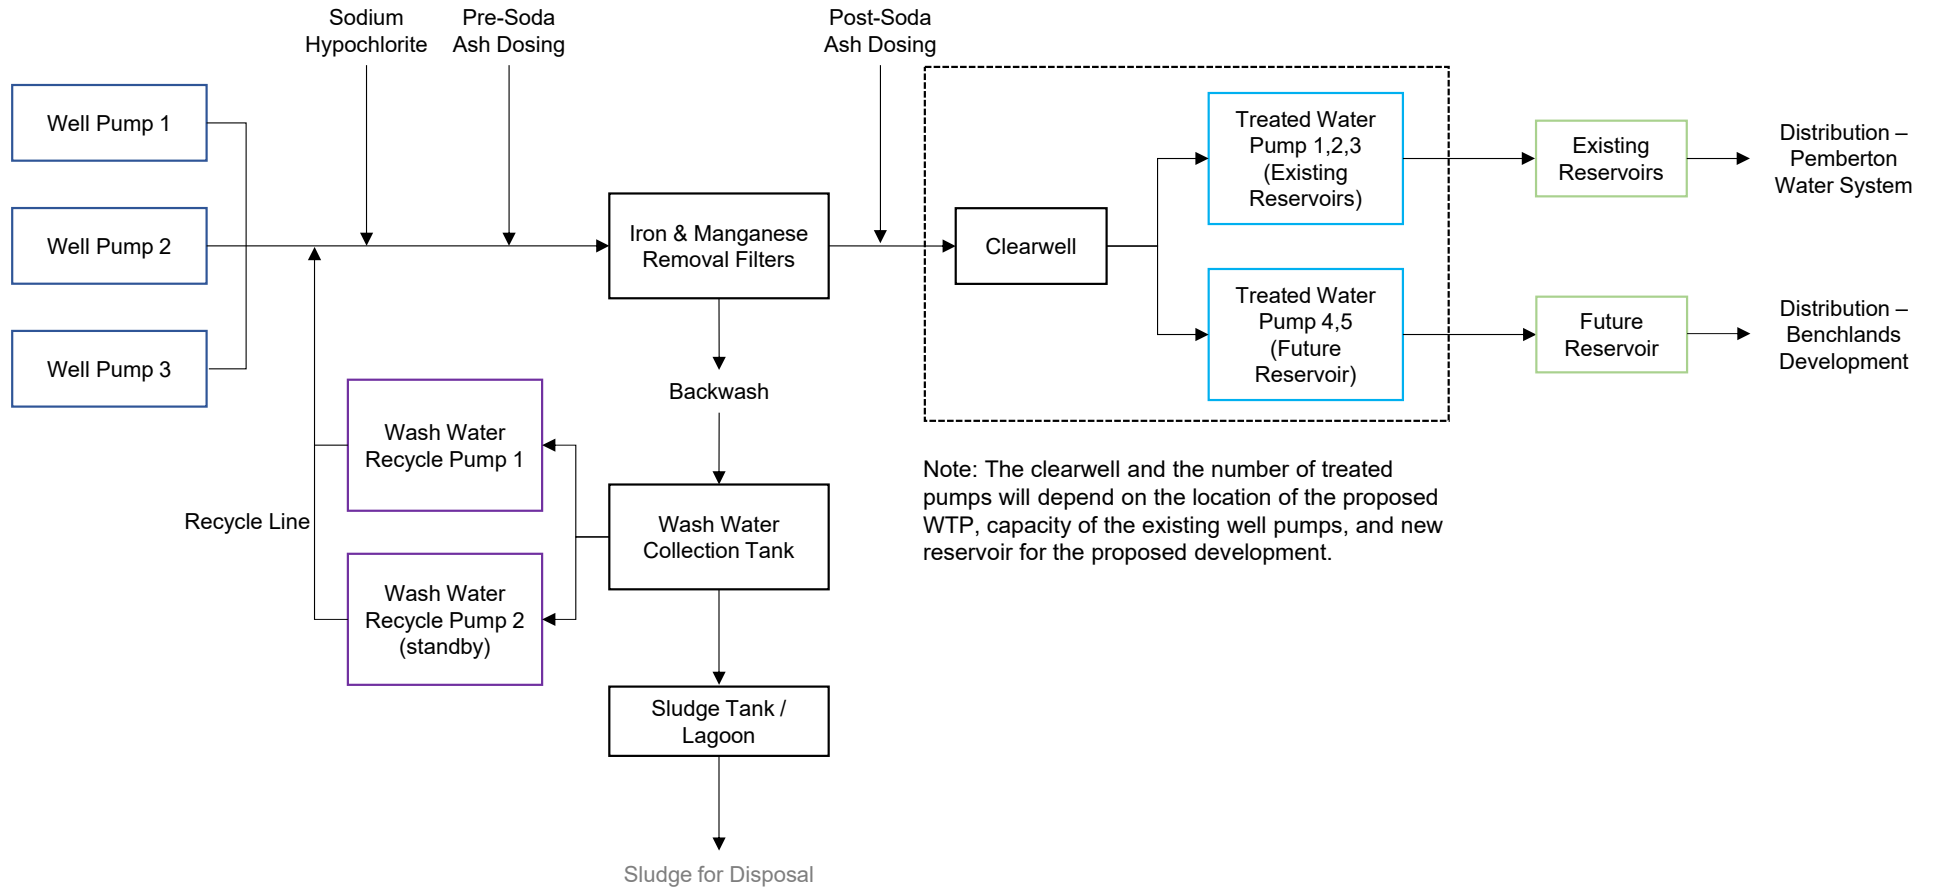 Sodium
Hypochlorite
Pre-Soda
Ash Dosing
Post-Soda
Ash Dosing
Well Pump 1
Well Pump 2
Well Pump 3
Iron & Manganese
Removal Filters
Clearwell
Treated Water
Pump 1,2,3
(Existing
Reservoirs)
Existing
Reservoirs
Distribution –
Pemberton
Water System
Treated Water
Pump 4,5
(Future
Reservoir)
Future
Reservoir
Distribution –
Benchlands
Development
Backwash
Wash Water
Recycle Pump 1
Recycle Line
Wash Water
Recycle Pump 2
(standby)
Wash Water
Collection Tank
Note: The clearwell and the number of treated
pumps will depend on the location of the proposed
WTP, capacity of the existing well pumps, and new
reservoir for the proposed development.
Sludge Tank /
Lagoon
Sludge for Disposal